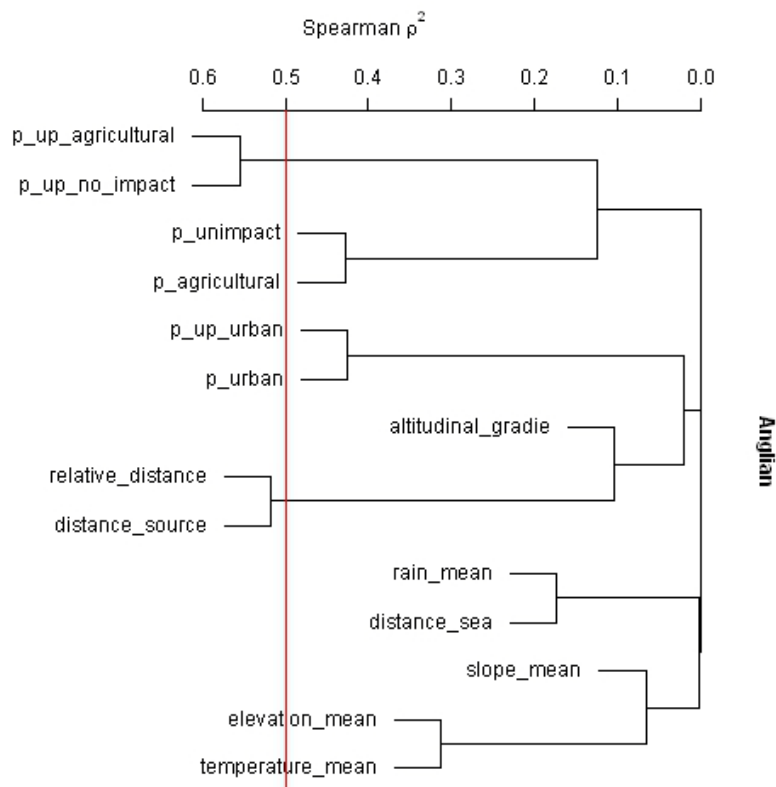 Spearman ρ²
0.6 0.5 0.4 0.3 0.2 0.1 0.0
p_up_agricultural
p_up_no_impact
p_unimpact
p_agricultural
p_up_urban
p_urban
altitudinal_gradie
relative_distance
distance_source
rain_mean
distance_sea
slope_mean
elevation_mean
temperature_mean
Anglian